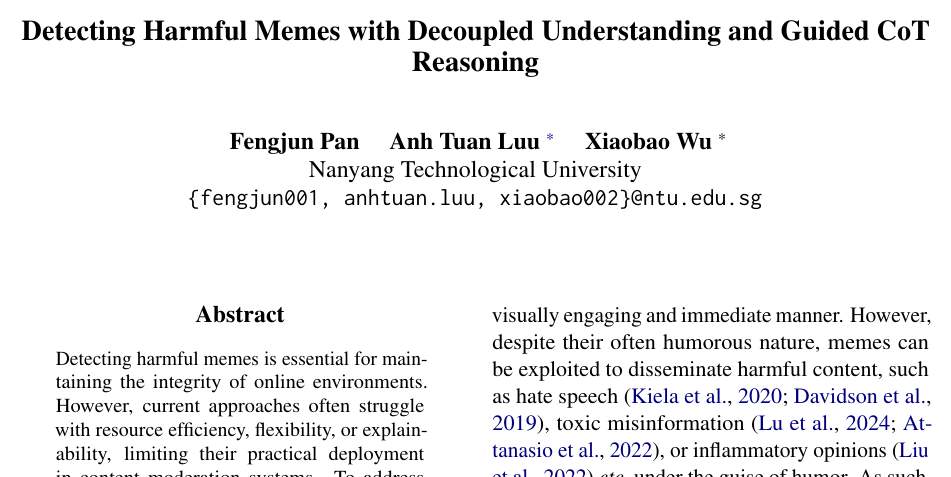 Detecting Harmful Memes with Decoupled Understanding and Guided CoT
Reasoning
Fengjun Pan Anh Tuan Luu * Xiaobao Wu *
Nanyang Technological University
{fengjun001, anhtuan.luu, xiaobao002}@ntu.edu.sg
Abstract
Detecting harmful memes is essential for main-
taining the integrity of online environments.
However, current approaches often struggle
with resource efficiency, flexibility, or explain-
ability, limiting their practical deployment
in content moderation systems. To address
visually engaging and immediate manner. However,
despite their often humorous nature, memes can
be exploited to disseminate harmful content, such
as hate speech (Kiela et al., 2020; Davidson et al.,
2019), toxic misinformation (Lu et al., 2024; At-
tanasio et al., 2022), or inflammatory opinions (Liu
et al., 2022) etc. under the guise of humor. As such,